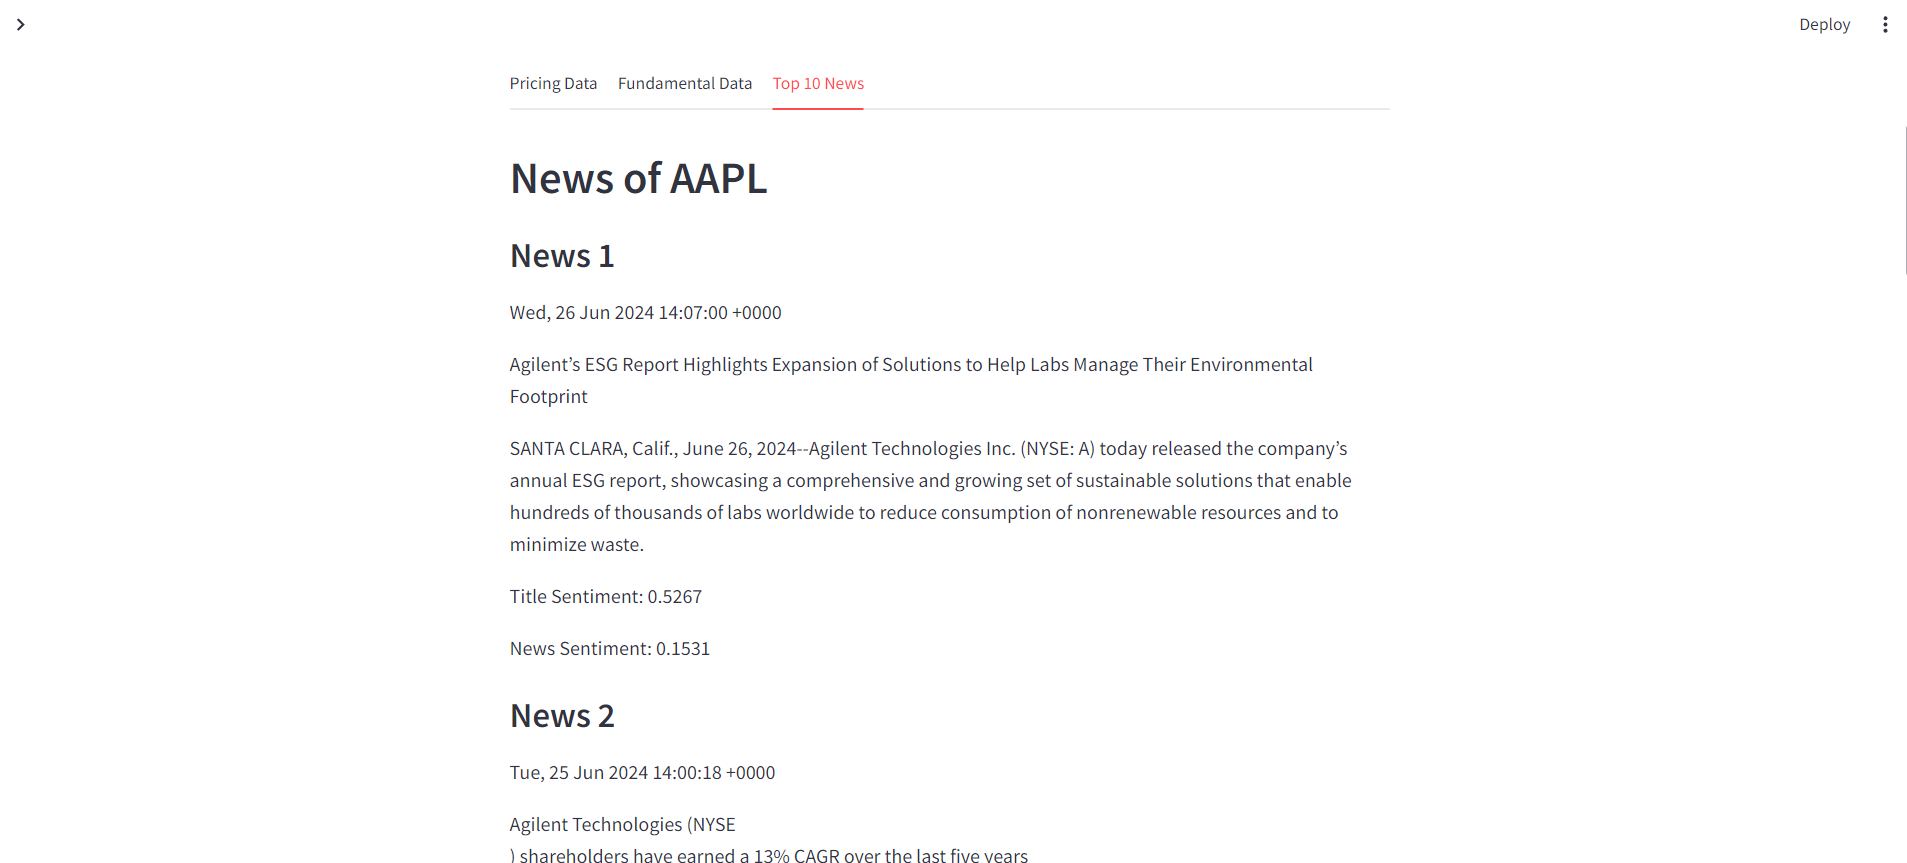 Deploy
Pricing Data Fundamental Data Top 10 News
News of AAPL
News 1
Wed, 26 Jun 2024 14:07:00 +0000
Agilent’s ESG Report Highlights Expansion of Solutions to Help Labs Manage Their Environmental
Footprint
SANTA CLARA, Calif., June 26, 2024--Agilent Technologies Inc. (NYSE: A) today released the company’s
annual ESG report, showcasing a comprehensive and growing set of sustainable solutions that enable
hundreds of thousands of labs worldwide to reduce consumption of nonrenewable resources and to
minimize waste.
Title Sentiment: 0.5267
News Sentiment: 0.1531
News 2
Tue, 25 Jun 2024 14:00:18 +0000
Agilent Technologies (NYSE
) shareholders have earned a 13% CAGR over the last five years